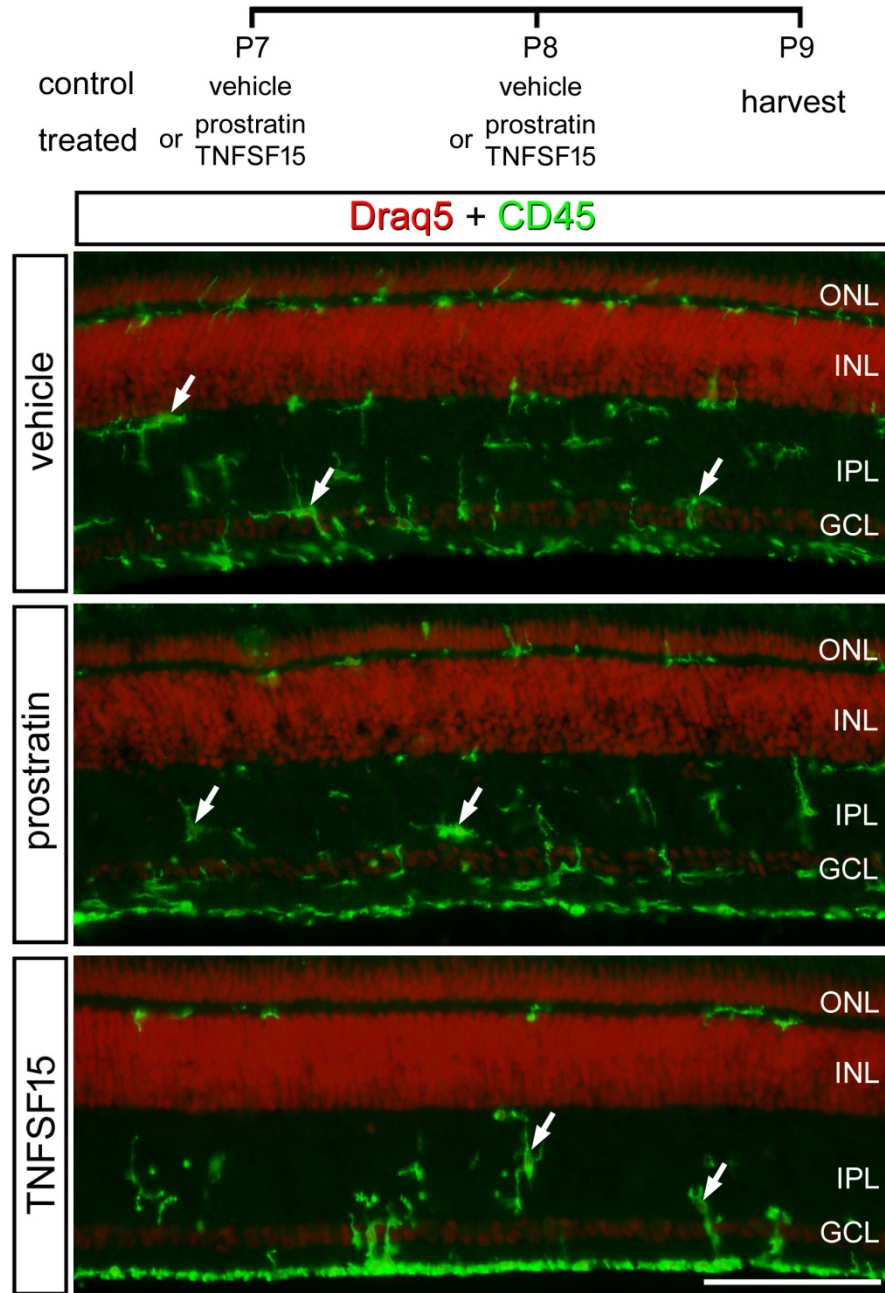 P7 P8 P9
control vehicle vehicle harvest
treated or prostratin or prostratin
TNFSF15 TNFSF15
Draq5 + CD45
vehicle
ONL
INL
IPL
GCL
prostratin
ONL
INL
IPL
GCL
TNFSF15
ONL
INL
IPL
GCL